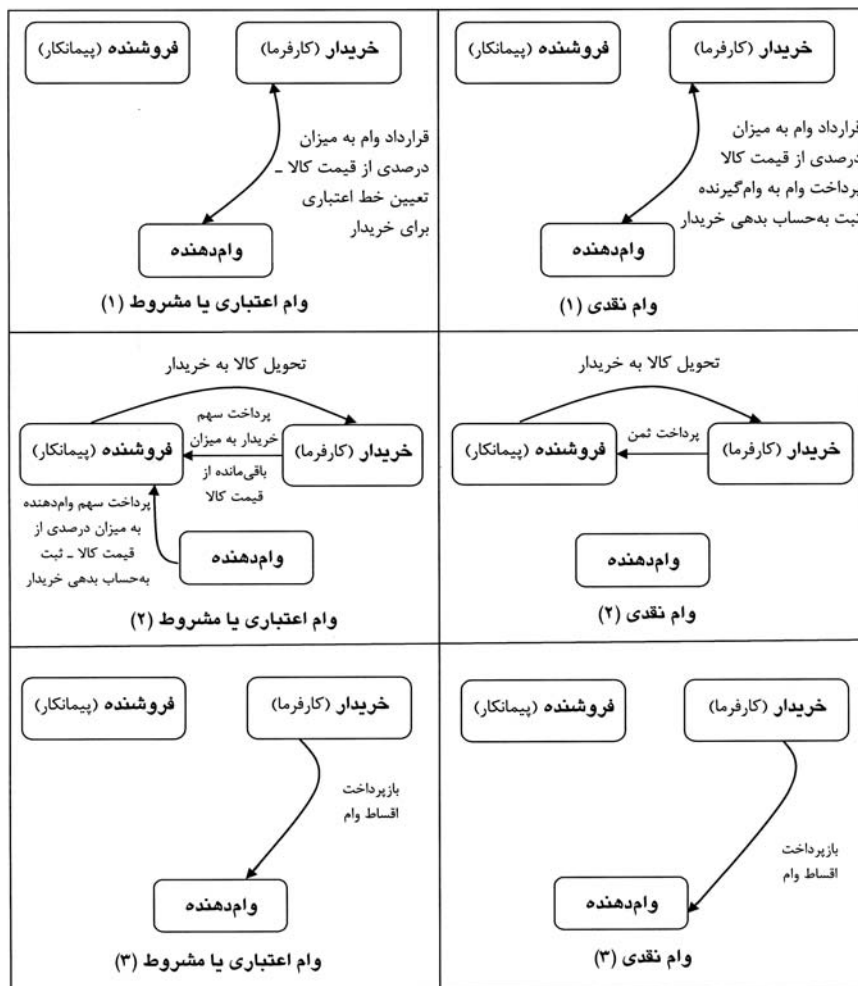 خریدار (کارفرما)
فروشنده (پیمانکار)
قرارداد وام به میزان
درصدی از قیمت کالا
پرداخت وام به وام‌گیرنده
ثبت به‌حساب بدهی خریدار
وام‌دهنده
وام نقدی (۱)
خریدار (کارفرما)
فروشنده (پیمانکار)
قرارداد وام به میزان
درصدی از قیمت کالا ـ
تعیین خط اعتباری
برای خریدار
وام‌دهنده
وام اعتباری یا مشروط (۱)
تحویل کالا به خریدار
خریدار (کارفرما)
پرداخت ثمن
فروشنده (پیمانکار)
وام‌دهنده
وام نقدی (۲)
تحویل کالا به خریدار
خریدار (کارفرما)
پرداخت سهم
خریدار به میزان
باقی‌مانده از
قیمت کالا
فروشنده (پیمانکار)
پرداخت سهم وام‌دهنده
به میزان درصدی از
قیمت کالا ـ ثبت
به‌حساب بدهی خریدار
وام‌دهنده
وام اعتباری یا مشروط (۲)
خریدار (کارفرما)
فروشنده (پیمانکار)
بازپرداخت
اقساط وام
وام‌دهنده
وام نقدی (۳)
خریدار (کارفرما)
فروشنده (پیمانکار)
بازپرداخت
اقساط وام
وام‌دهنده
وام اعتباری یا مشروط (۳)